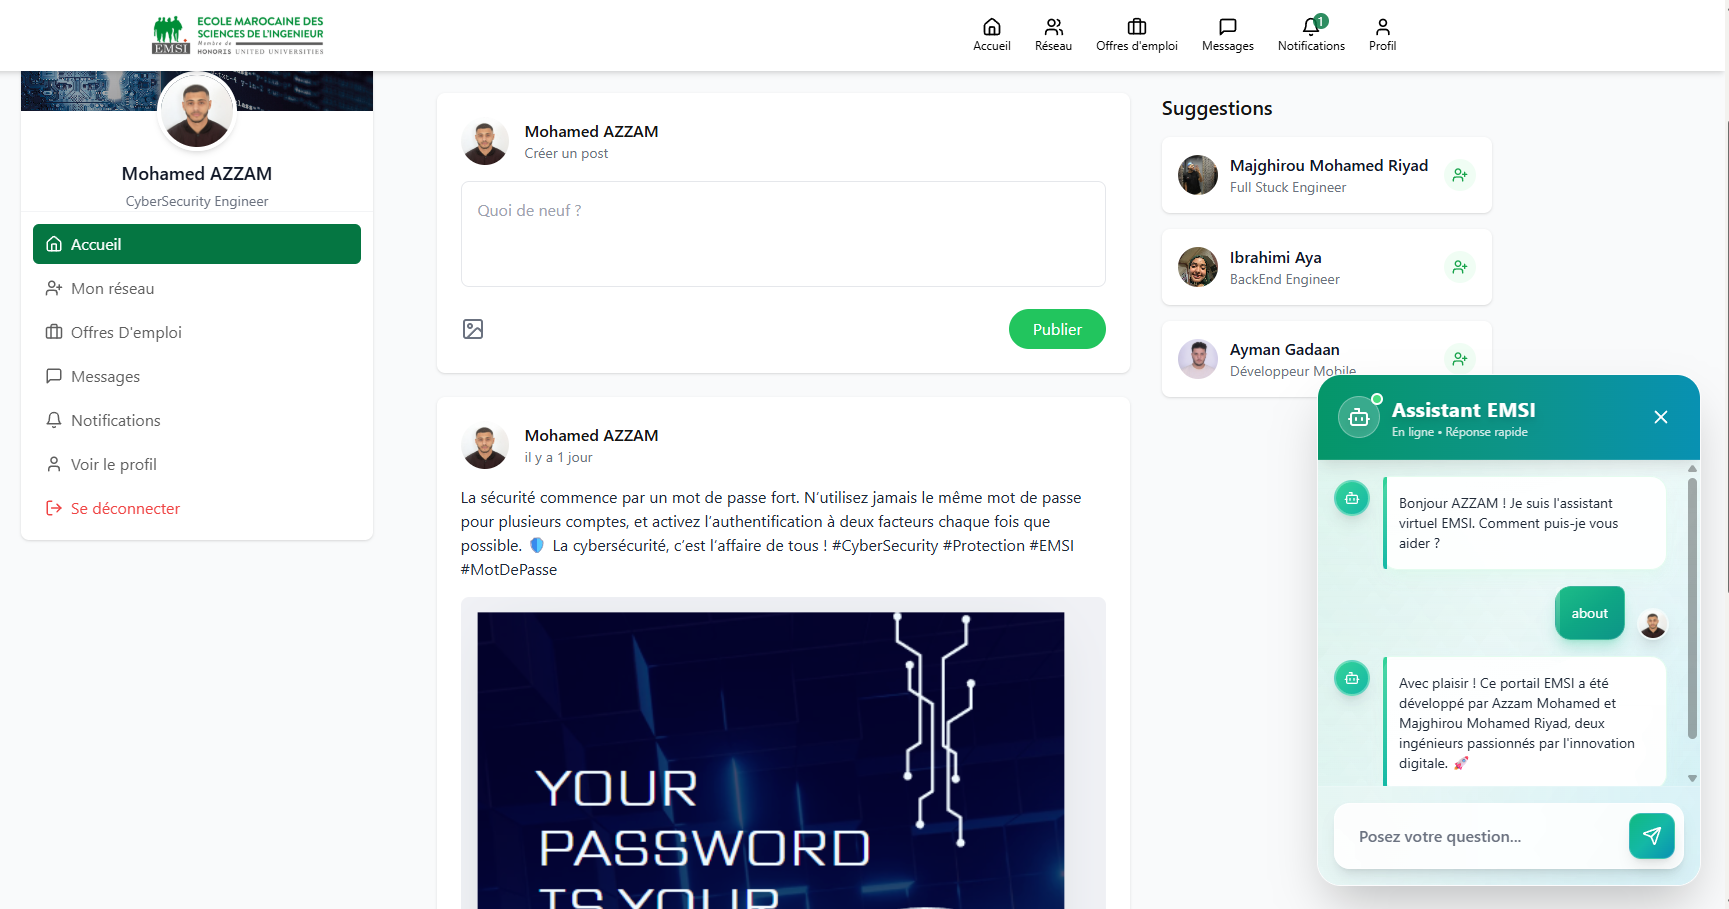 ECOLE MAROCAINE DES
SCIENCES DE L'INGENIEUR
Membre de
HONORIS UNITED UNIVERSITIES
EMSI
Accueil
Réseau
Offres d'emploi
Messages
1
Notifications
Profil
Mohamed AZZAM
CyberSecurity Engineer
Accueil
Mon réseau
Offres D'emploi
Messages
Notifications
Voir le profil
Se déconnecter
Mohamed AZZAM
Créer un post
Quoi de neuf ?
Publier
Mohamed AZZAM
il y a 1 jour
La sécurité commence par un mot de passe fort. N’utilisez jamais le même mot de passe
pour plusieurs comptes, et activez l’authentification à deux facteurs chaque fois que
possible. 🛡️ La cybersécurité, c’est l’affaire de tous ! #CyberSecurity #Protection #EMSI
#MotDePasse
YOUR
PASSWORD
IS YOUR
Suggestions
Majghirou Mohamed Riyad
Full Stuck Engineer
Ibrahimi Aya
BackEnd Engineer
Ayman Gadaan
Développeur Mobile
Assistant EMSI
En ligne • Réponse rapide
Bonjour AZZAM ! Je suis l'assistant
virtuel EMSI. Comment puis-je vous
aider ?
about
Avec plaisir ! Ce portail EMSI a été
développé par Azzam Mohamed et
Majghirou Mohamed Riyad, deux
ingénieurs passionnés par l'innovation
digitale. 🚀
Posez votre question...